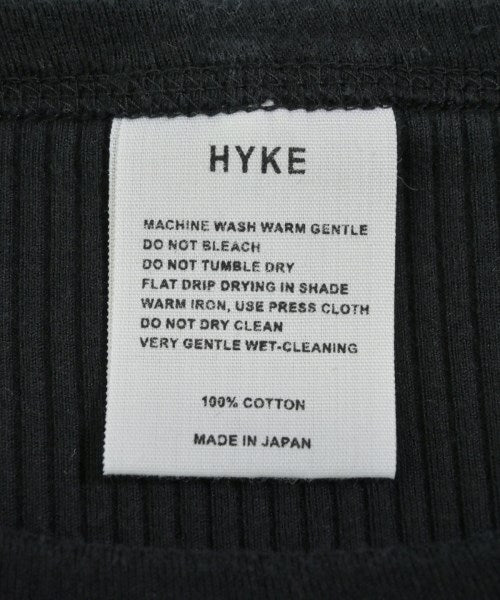 HYKE
MACHINE WASH WARM GENTLE
DO NOT BLEACH
DO NOT TUMBLE DRY
FLAT DRIP DRYING IN SHADE
WARM IRON, USE PRESS CLOTH
DO NOT DRY CLEAN
VERY GENTLE WET-CLEANING
100% COTTON
MADE IN JAPAN